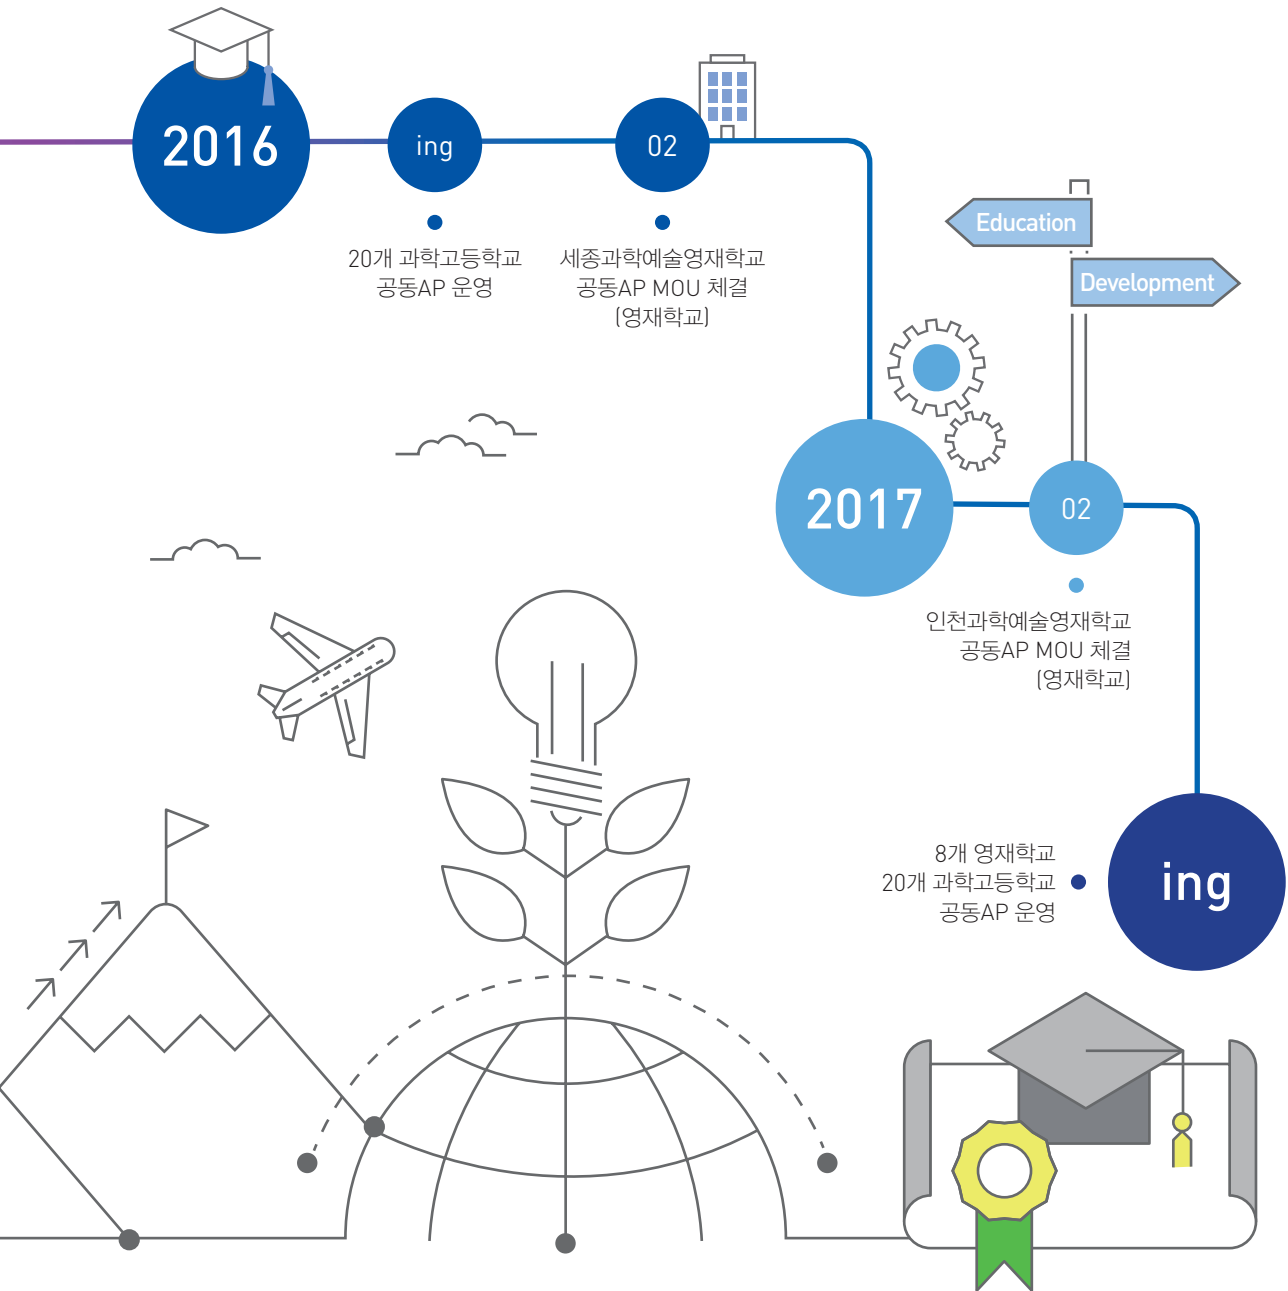 2016
ing
20개 과학고등학교
공동AP 운영
02
세종과학예술영재학교
공동AP MOU 체결
(영재학교)
Education
Development
2017
02
인천과학예술영재학교
공동AP MOU 체결
(영재학교)
ing
8개 영재학교
20개 과학고등학교
공동AP 운영